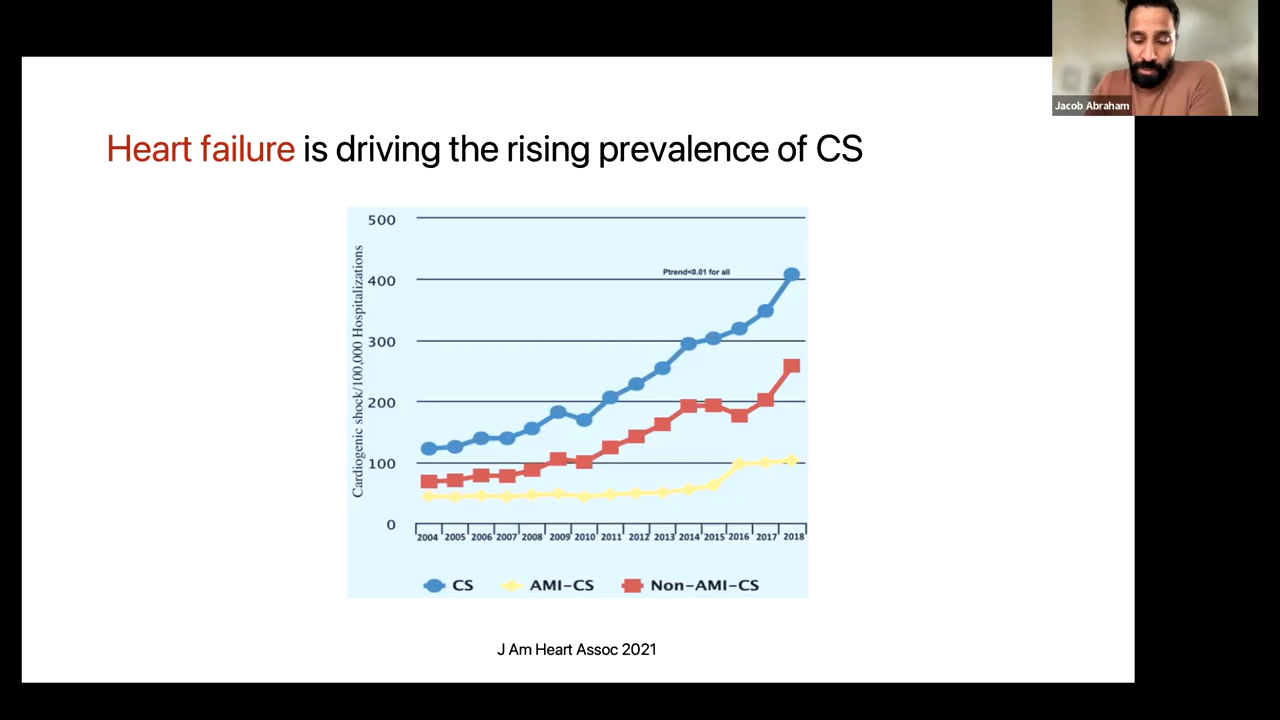 Jacob Abraham
Heart failure is driving the rising prevalence of CS
Cardiogenic shock/100,000 Hospitalizations
500
400
300
200
100
0
Ptrend<0.01 for all
2004 2005 2006 2007 2008 2009 2010 2011 2012 2013 2014 2015 2016 2017 2018
CS AMI-CS Non-AMI-CS
J Am Heart Assoc 2021